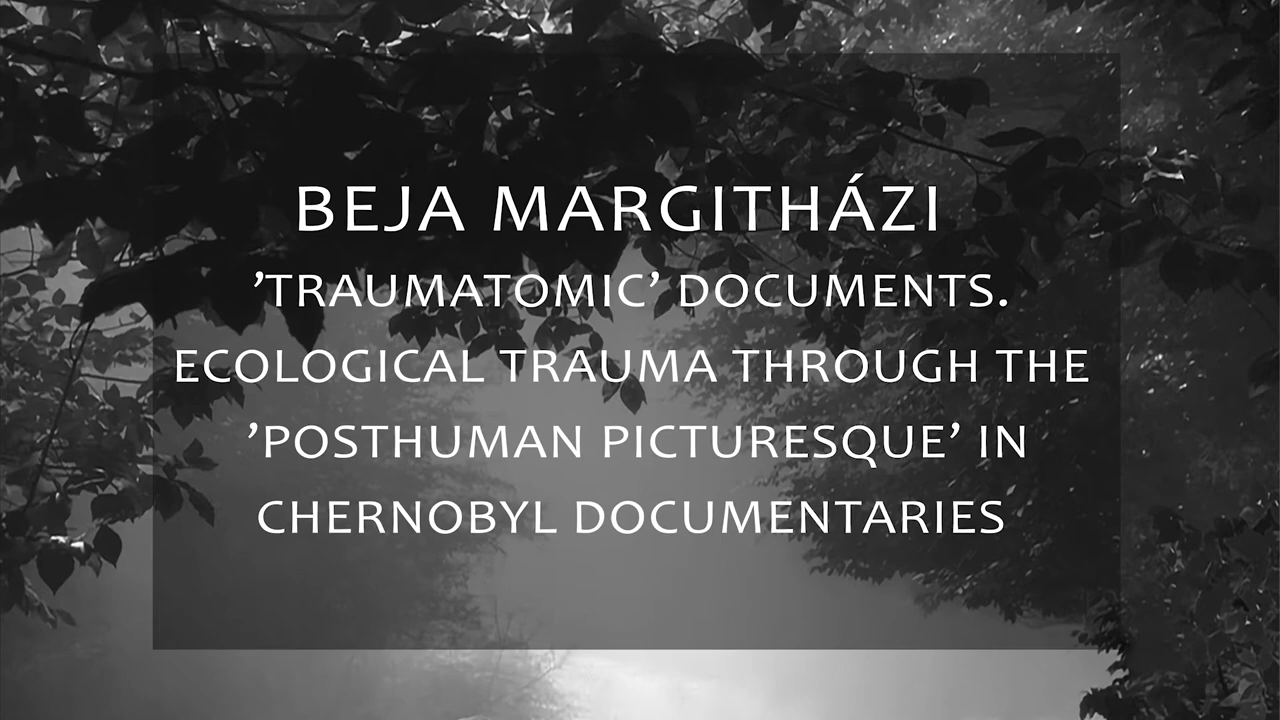 BEJA MARGITHÁZI
’TRAUMATOMIC’ DOCUMENTS.
ECOLOGICAL TRAUMA THROUGH THE
’POSTHUMAN PICTURESQUE’ IN
CHERNOBYL DOCUMENTARIES